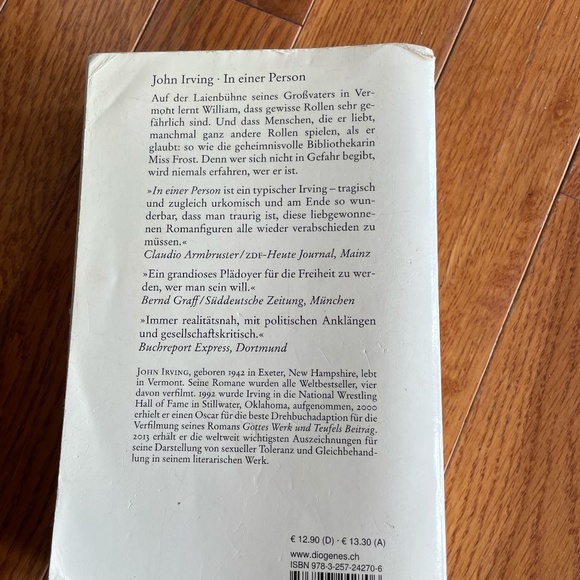 John Irving · In einer Person
Auf der Laienbühne seines Großvaters in Ver-
mont lernt William, dass gewisse Rollen sehr ge-
fährlich sind. Und dass Menschen, die er liebt,
manchmal ganz andere Rollen spielen, als er
glaubt: so wie die geheimnisvolle Bibliothekarin
Miss Frost. Denn wer sich nicht in Gefahr begibt,
wird niemals erfahren, wer er ist.
»In einer Person ist ein typischer Irving – tragisch
und zugleich urkomisch und am Ende so wun-
derbar, dass man traurig ist, diese liebgewonne-
nen Romanfiguren alle wieder verabschieden zu
müssen.«
Claudio Armbruster/ZDF-Heute Journal, Mainz
»Ein grandioses Plädoyer für die Freiheit zu wer-
den, wer man sein will.«
Bernd Graff/Süddeutsche Zeitung, München
»Immer realitätsnah, mit politischen Anklängen
und gesellschaftskritisch.«
Buchreport Express, Dortmund
JOHN IRVING, geboren 1942 in Exeter, New Hampshire, lebt
in Vermont. Seine Romane wurden alle Weltbestseller, vier
davon verfilmt. 1992 wurde Irving in die National Wrestling
Hall of Fame in Stillwater, Oklahoma, aufgenommen, 2000
erhielt er einen Oscar für die beste Drehbuchadaption für die
Verfilmung seines Romans Gottes Werk und Teufels Beitrag.
2013 erhält er die weltweit wichtigsten Auszeichnungen für
seine Darstellung von sexueller Toleranz und Gleichbehand-
lung in seinem literarischen Werk.
€ 12.90 (D) · € 13.30 (A)
www.diogenes.ch
ISBN 978-3-257-24270-6